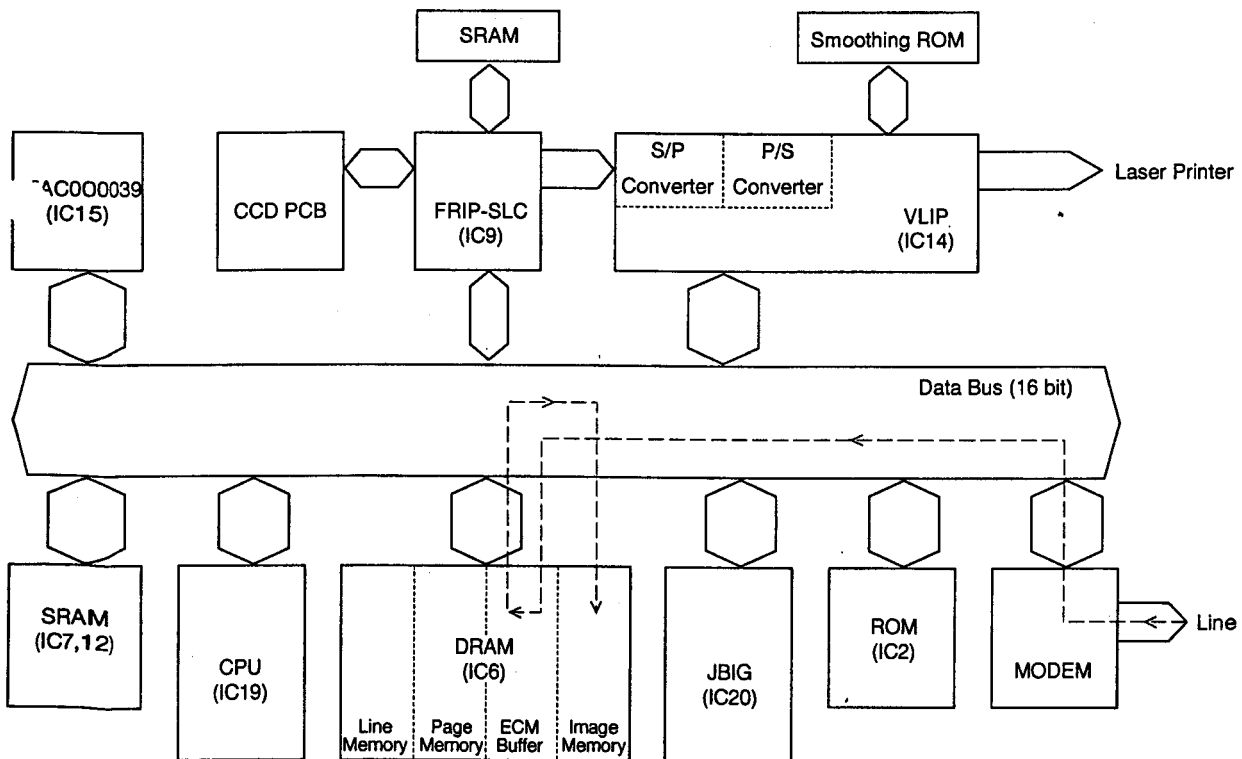 SRAM
Smoothing ROM
(IC15)
CCD PCB
FRIP-SLC
(IC9)
S/P
Converter
P/S
Converter
VLIP
(IC14)
Laser Printer
Data Bus (16 bit)
SRAM
(IC7,12)
CPU
(IC19)
DRAM
(IC6)
Line
Memory
Page
Memory
ECM
Buffer
Image
Memory
JBIG
(IC20)
ROM
(IC2)
MODEM
Line